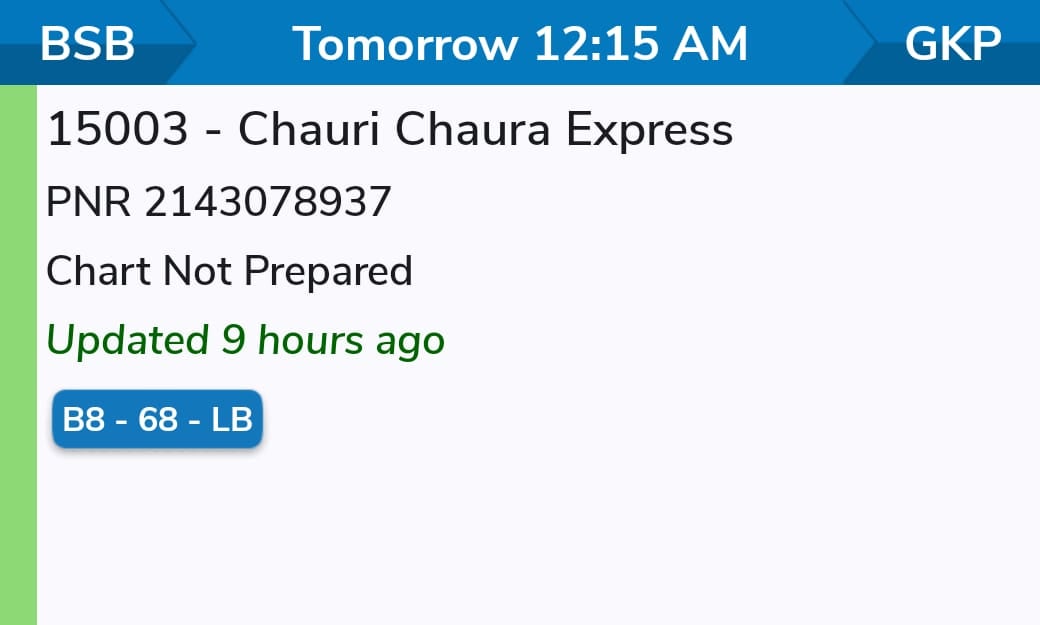 BSB Tomorrow 12:15 AM GKP
15003 - Chauri Chaura Express
PNR 2143078937
Chart Not Prepared
Updated 9 hours ago
B8 - 68 - LB